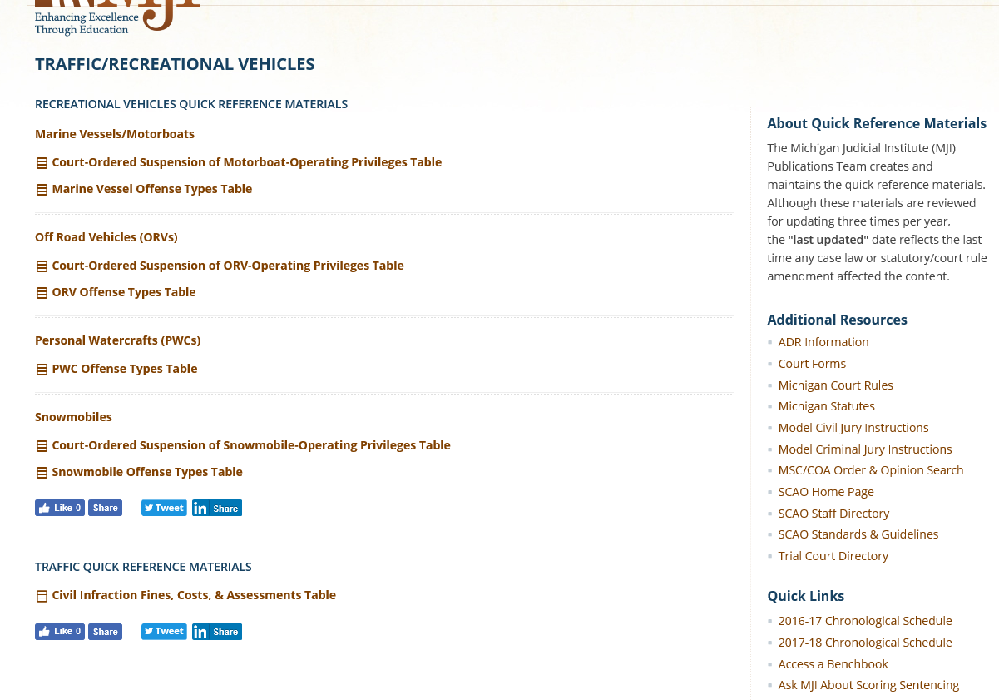 MJI
Enhancing Excellence
Through Education
TRAFFIC/RECREATIONAL VEHICLES
RECREATIONAL VEHICLES QUICK REFERENCE MATERIALS
Marine Vessels/Motorboats
Court-Ordered Suspension of Motorboat-Operating Privileges Table
Marine Vessel Offense Types Table
Off Road Vehicles (ORVs)
Court-Ordered Suspension of ORV-Operating Privileges Table
ORV Offense Types Table
Personal Watercrafts (PWCs)
PWC Offense Types Table
Snowmobiles
Court-Ordered Suspension of Snowmobile-Operating Privileges Table
Snowmobile Offense Types Table
Like 0 Share Tweet in Share
TRAFFIC QUICK REFERENCE MATERIALS
Civil Infraction Fines, Costs, & Assessments Table
Like 0 Share Tweet in Share
About Quick Reference Materials
The Michigan Judicial Institute (MJI)
Publications Team creates and
maintains the quick reference materials.
Although these materials are reviewed
for updating three times per year,
the "last updated" date reflects the last
time any case law or statutory/court rule
amendment affected the content.
Additional Resources
ADR Information
Court Forms
Michigan Court Rules
Michigan Statutes
Model Civil Jury Instructions
Model Criminal Jury Instructions
MSC/COA Order & Opinion Search
SCAO Home Page
SCAO Staff Directory
SCAO Standards & Guidelines
Trial Court Directory
Quick Links
2016-17 Chronological Schedule
2017-18 Chronological Schedule
Access a Benchbook
Ask MJI About Scoring Sentencing